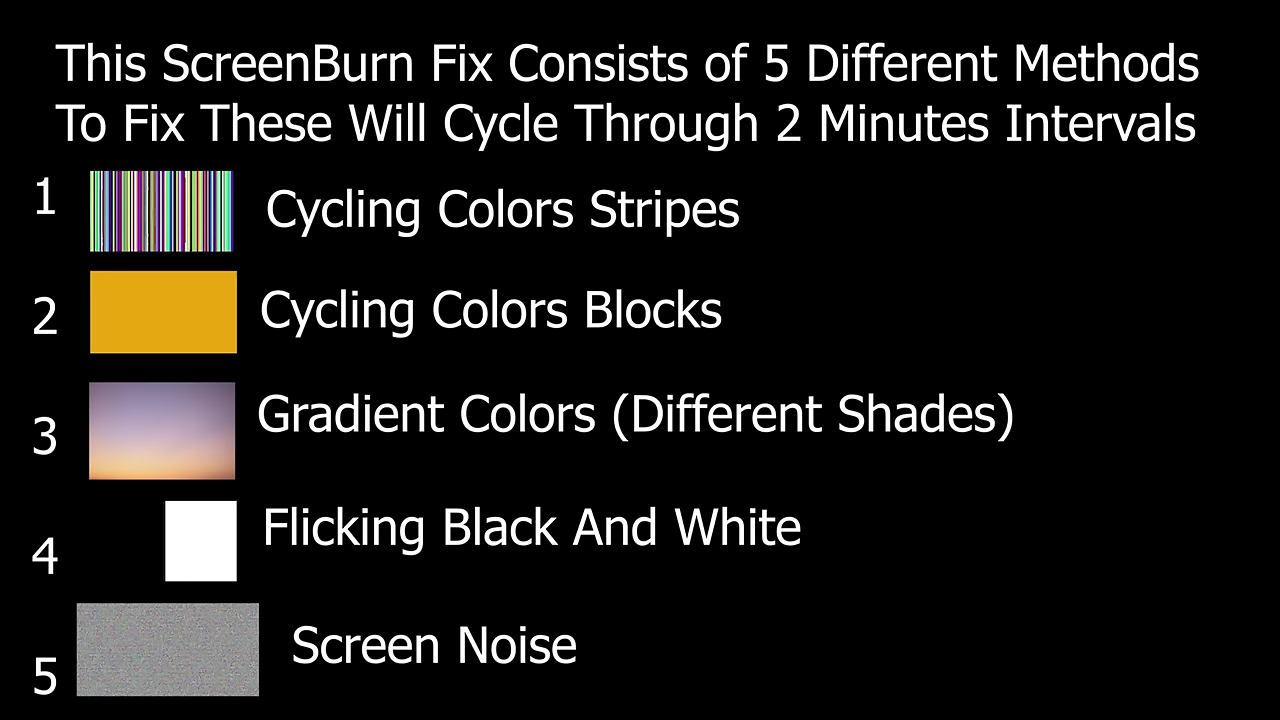 This ScreenBurn Fix Consists of 5 Different Methods
To Fix These Will Cycle Through 2 Minutes Intervals
1 Cycling Colors Stripes
2 Cycling Colors Blocks
3 Gradient Colors (Different Shades)
4 Flicking Black And White
5 Screen Noise